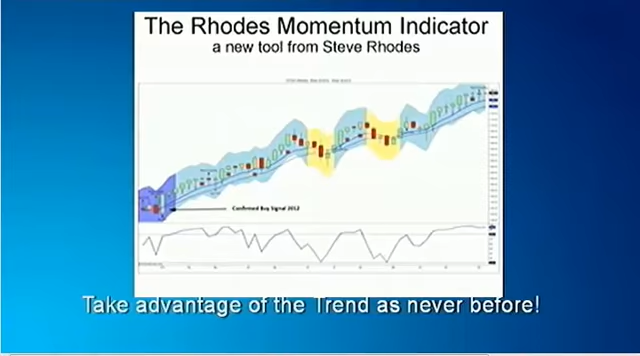 The Rhodes Momentum Indicator
a new tool from Steve Rhodes
Confirmed Buy Signal 2012
Take advantage of the Trend as never before!